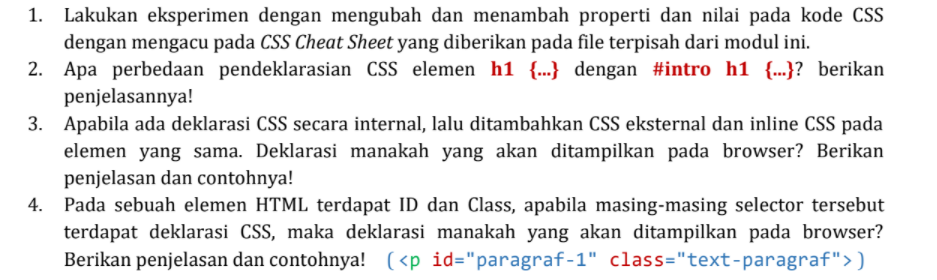 1. Lakukan eksperimen dengan mengubah dan menambah properti dan nilai pada kode CSS
dengan mengacu pada CSS Cheat Sheet yang diberikan pada file terpisah dari modul ini.
2. Apa perbedaan pendeklarasian CSS elemen h1 {...} dengan #intro h1 {...}? berikan
penjelasannya!
3. Apabila ada deklarasi CSS secara internal, lalu ditambahkan CSS eksternal dan inline CSS pada
elemen yang sama. Deklarasi manakah yang akan ditampilkan pada browser? Berikan
penjelasan dan contohnya!
4. Pada sebuah elemen HTML terdapat ID dan Class, apabila masing-masing selector tersebut
terdapat deklarasi CSS, maka deklarasi manakah yang akan ditampilkan pada browser?
Berikan penjelasan dan contohnya! (<p id="paragraf-1" class="text-paragraf">)